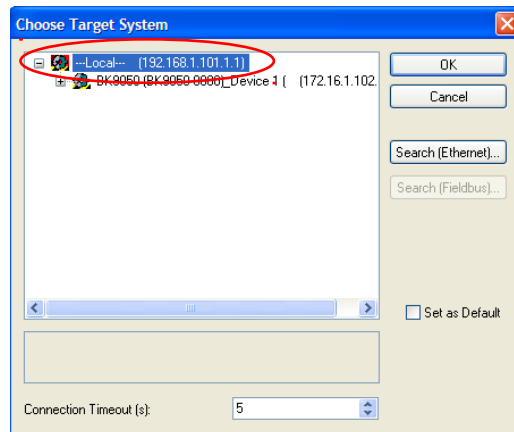 Choose Target System
---Local--- (192.168.1.101.1.1)
BK9050 (BK9050-0000)_Device 1 ( (172.16.1.102.
OK
Cancel
Search (Ethernet)...
Search (Fieldbus)...
Set as Default
Connection Timeout (s):
5